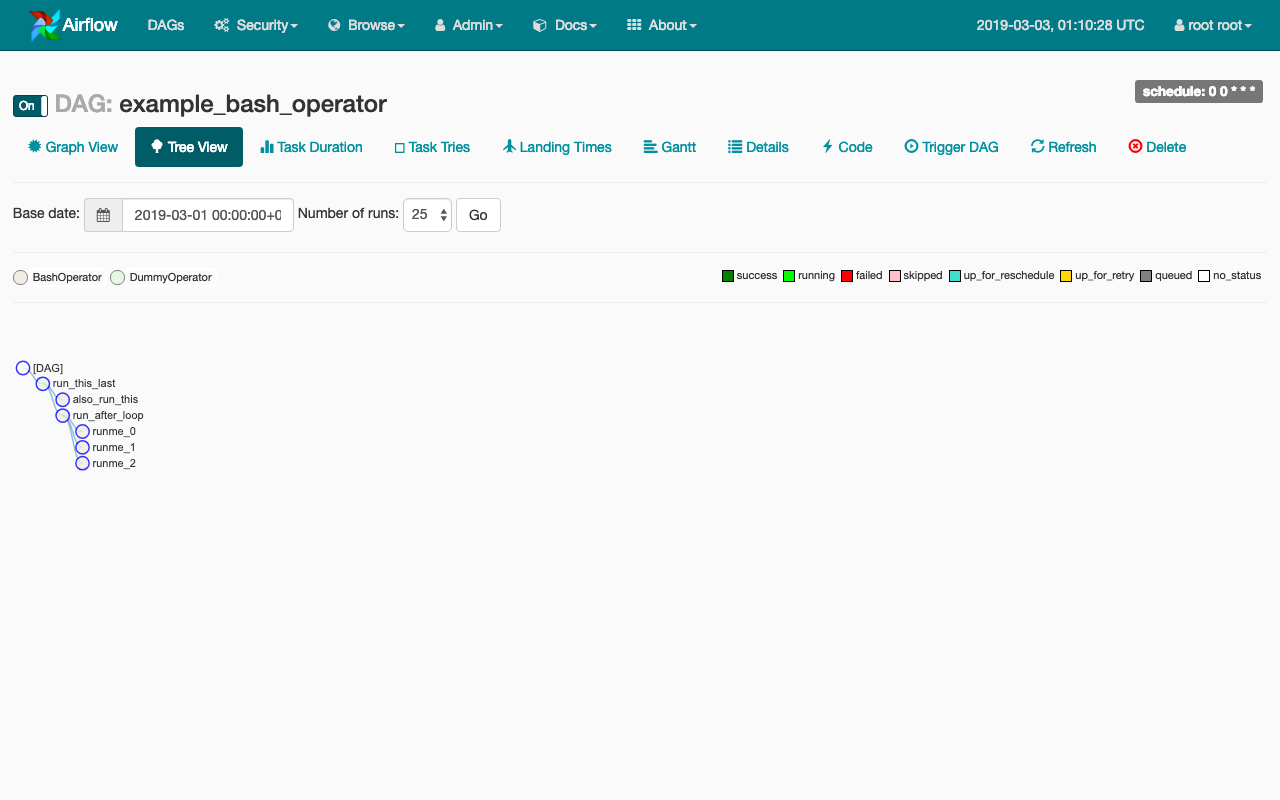 Airflow DAGs Security Browse Admin Docs About 2019-03-03, 01:10:28 UTC root root
schedule: 0 0 * * *
On DAG: example_bash_operator
Graph View Tree View Task Duration Task Tries Landing Times Gantt Details Code Trigger DAG Refresh Delete
Base date: 2019-03-01 00:00:00+0 Number of runs: 25 Go
BashOperator DummyOperator success running failed skipped up_for_reschedule up_for_retry queued no_status
[DAG]
run_this_last
also_run_this
run_after_loop
runme_0
runme_1
runme_2